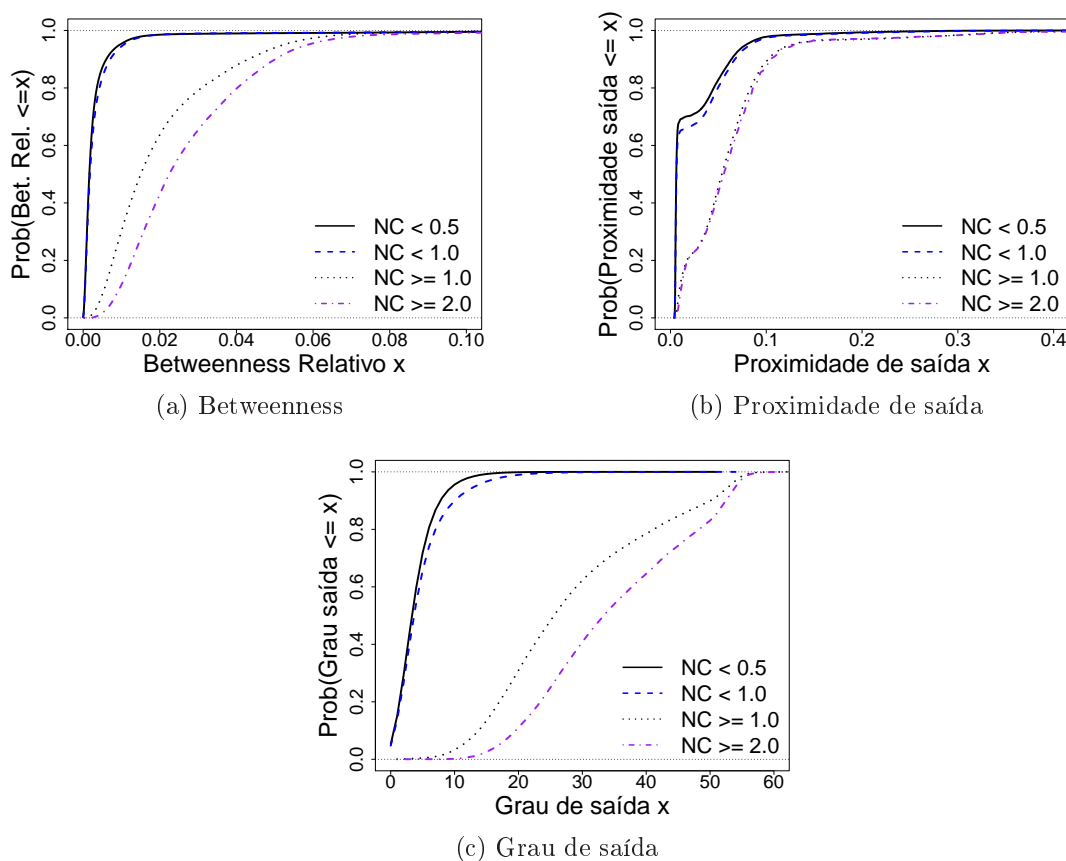 Prob(Bet. Rel. <=x)
1.0
0.8
0.6
0.4
0.2
0.0
NC < 0.5
NC < 1.0
NC >= 1.0
NC >= 2.0
0.00 0.02 0.04 0.06 0.08 0.10
Betweenness Relativo x
(a) Betweenness
Prob(Proximidade saída <= x)
1.0
0.8
0.6
0.4
0.2
0.0
NC < 0.5
NC < 1.0
NC >= 1.0
NC >= 2.0
0.0 0.1 0.2 0.3 0.4
Proximidade de saída x
(b) Proximidade de saída
Prob(Grau saída <= x)
1.0
0.8
0.6
0.4
0.2
0.0
NC < 0.5
NC < 1.0
NC >= 1.0
NC >= 2.0
0 10 20 30 40 50 60
Grau de saída x
(c) Grau de saída